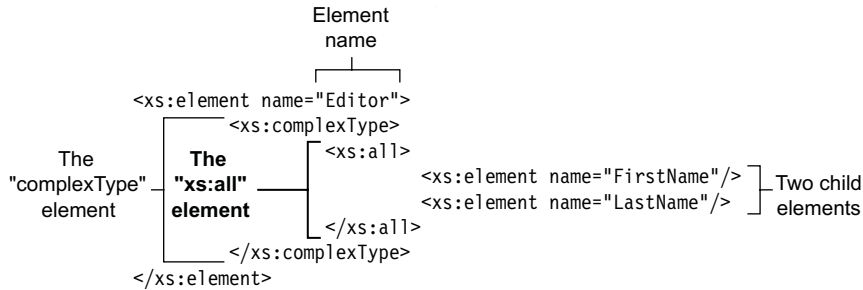 Element
name
<xs:element name="Editor">
<xs:complexType>
<xs:all>
The
"complexType"
element
The
"xs:all"
element
<xs:element name="FirstName"/>
<xs:element name="LastName"/>
Two child
elements
</xs:all>
</xs:complexType>
</xs:element>